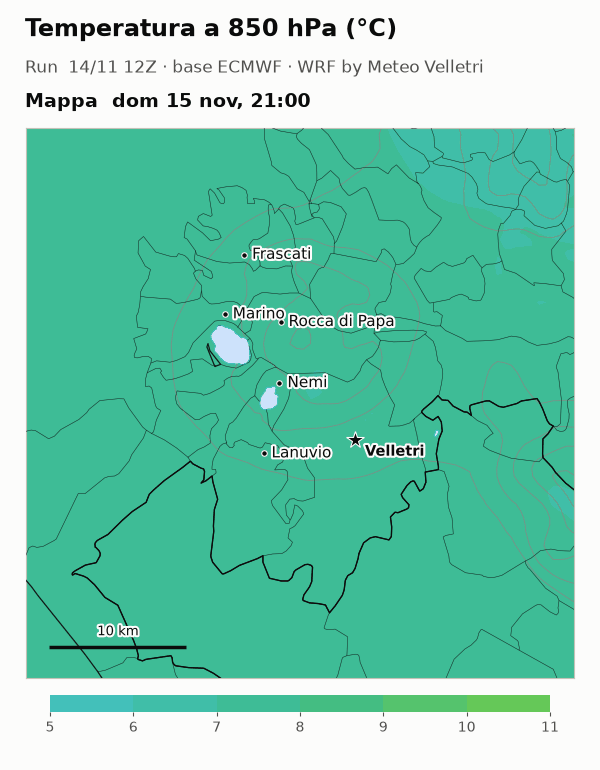 Temperatura a 850 hPa (°C)
Run  14/11 12Z · base ECMWF · WRF by Meteo Velletri
Mappa  dom 15 nov, 21:00
Frascati
Marino
Rocca di Papa
Nemi
Velletri
Lanuvio
10 km
5 6 7 8 9 10 11